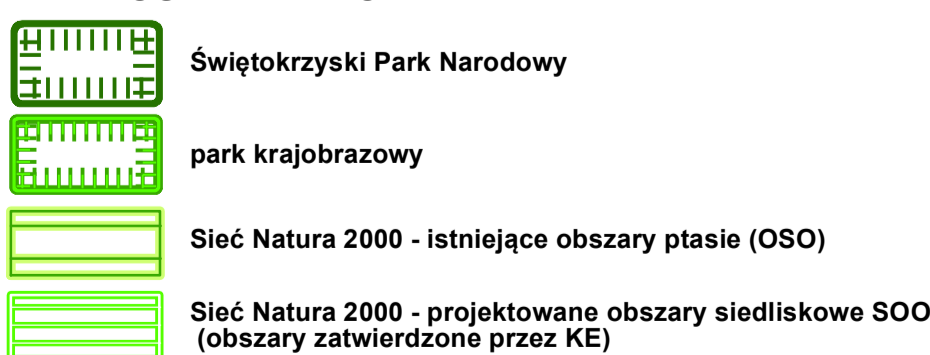 Świętokrzyski Park Narodowy
park krajobrazowy
Sieć Natura 2000 - istniejące obszary ptasie (OSO)
Sieć Natura 2000 - projektowane obszary siedliskowe SOO
(obszary zatwierdzone przez KE)